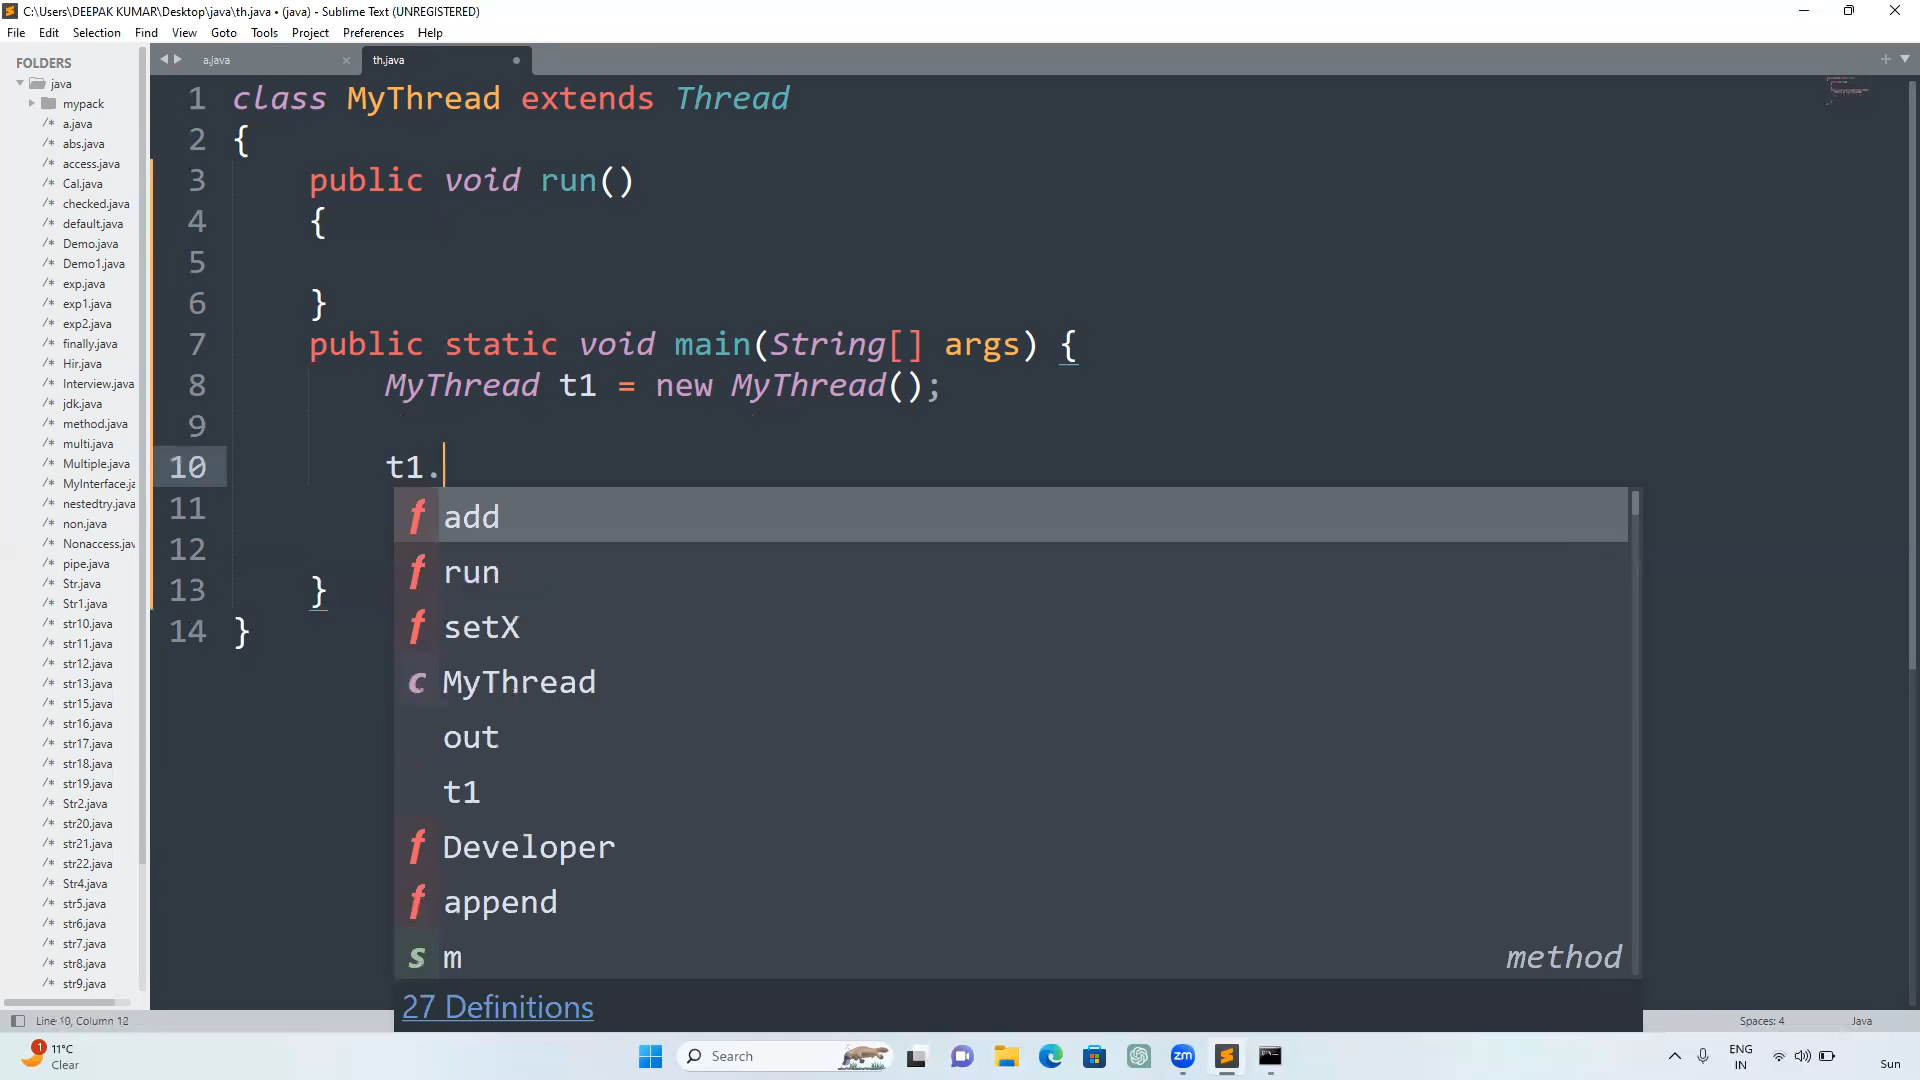 C:\Users\DEEPAK KUMAR\Desktop\java\th.java • (java) - Sublime Text (UNREGISTERED)
File Edit Selection Find View Goto Tools Project Preferences Help
FOLDERS
java
mypack
/* a.java
/* abs.java
/* access.java
/* Cal.java
/* checked.java
/* default.java
/* Demo.java
/* Demo1.java
/* exp.java
/* exp1.java
/* exp2.java
/* finally.java
/* Hir.java
/* Interview.java
/* jdk.java
/* method.java
/* multi.java
/* Multiple.java
/* MyInterface.ja
/* nestedtry.java
/* non.java
/* Nonaccess.jav
/* pipe.java
/* Str.java
/* Str1.java
/* str10.java
/* str11.java
/* str12.java
/* str13.java
/* str15.java
/* str16.java
/* str17.java
/* str18.java
/* str19.java
/* Str2.java
/* str20.java
/* str21.java
/* str22.java
/* Str4.java
/* str5.java
/* str6.java
/* str7.java
/* str8.java
/* str9.java
a.java
th.java
1 class MyThread extends Thread
2 {
3 public void run()
4 {
5
6 }
7 public static void main(String[] args) {
8 MyThread t1 = new MyThread();
9
10 t1.
11
12
13 }
14 }
f add
f run
f setX
c MyThread
out
t1
f Developer
f append
s m method
27 Definitions
Line 10, Column 12
Spaces: 4 Java
1
11°C
Clear
Search
zm
ENG
IN
Sun